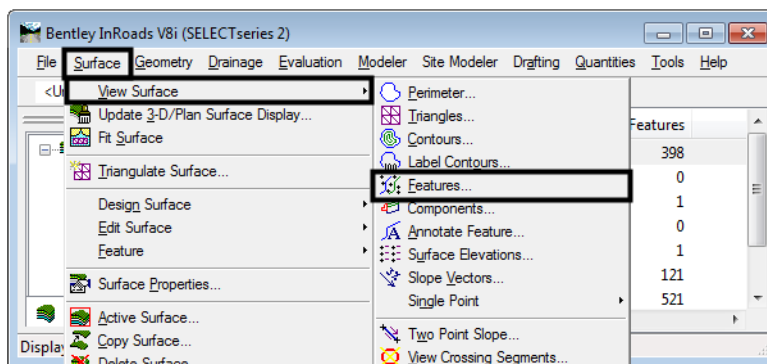 Bentley InRoads V8i (SELECTseries 2)
File Surface Geometry Drainage Evaluation Modeler Site Modeler Drafting Quantities Tools Help
<U
View Surface
Update 3-D/Plan Surface Display...
Fit Surface
Triangulate Surface...
Design Surface
Edit Surface
Feature
Surface Properties...
Active Surface...
Copy Surface...
Delete Surface...
Perimeter...
Triangles...
Contours...
Label Contours...
Features...
Components...
Annotate Feature...
Surface Elevations...
Slope Vectors...
Single Point
Two Point Slope...
View Crossing Segments...
Features
398
0
1
0
1
121
521
Display